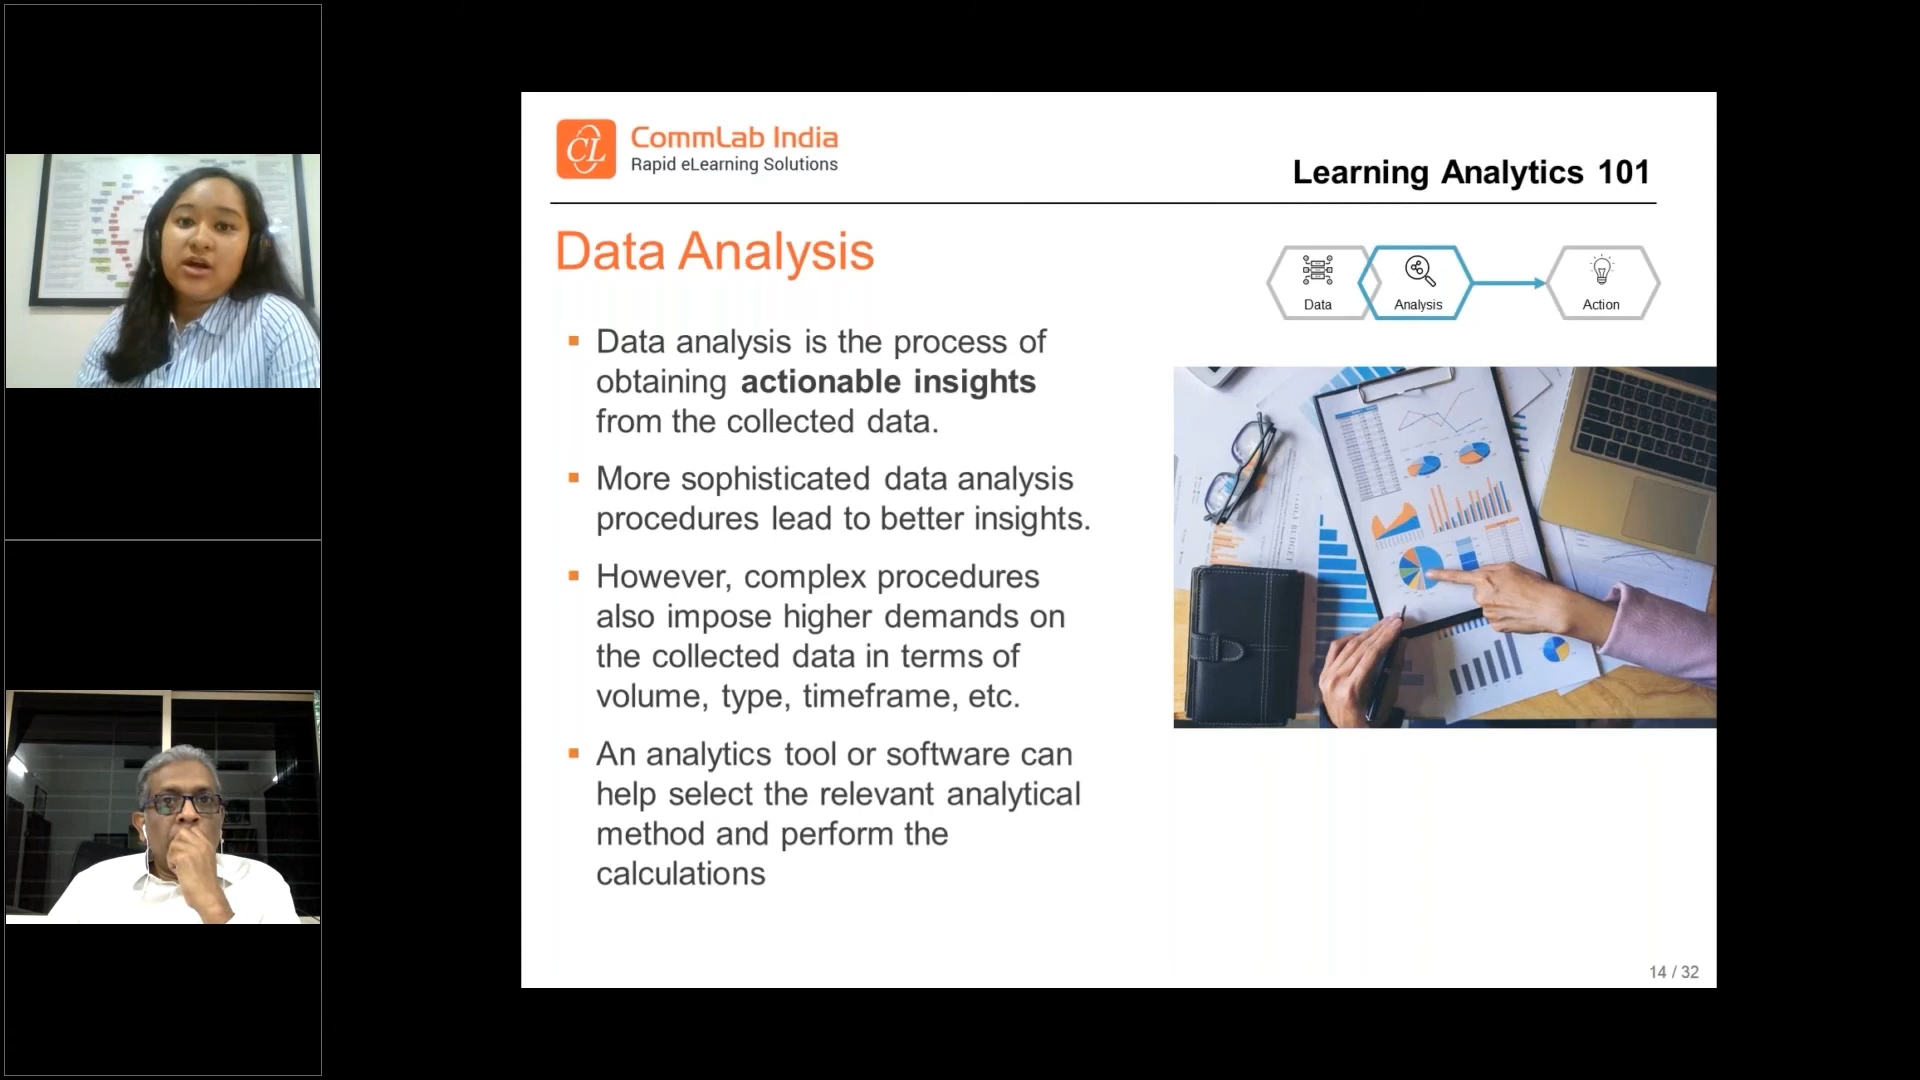 CL
CommLab India
Rapid eLearning Solutions
Learning Analytics 101
Data Analysis
Data
Analysis
Action
▪ Data analysis is the process of
obtaining actionable insights
from the collected data.
▪ More sophisticated data analysis
procedures lead to better insights.
▪ However, complex procedures
also impose higher demands on
the collected data in terms of
volume, type, timeframe, etc.
▪ An analytics tool or software can
help select the relevant analytical
method and perform the
calculations
14 / 32